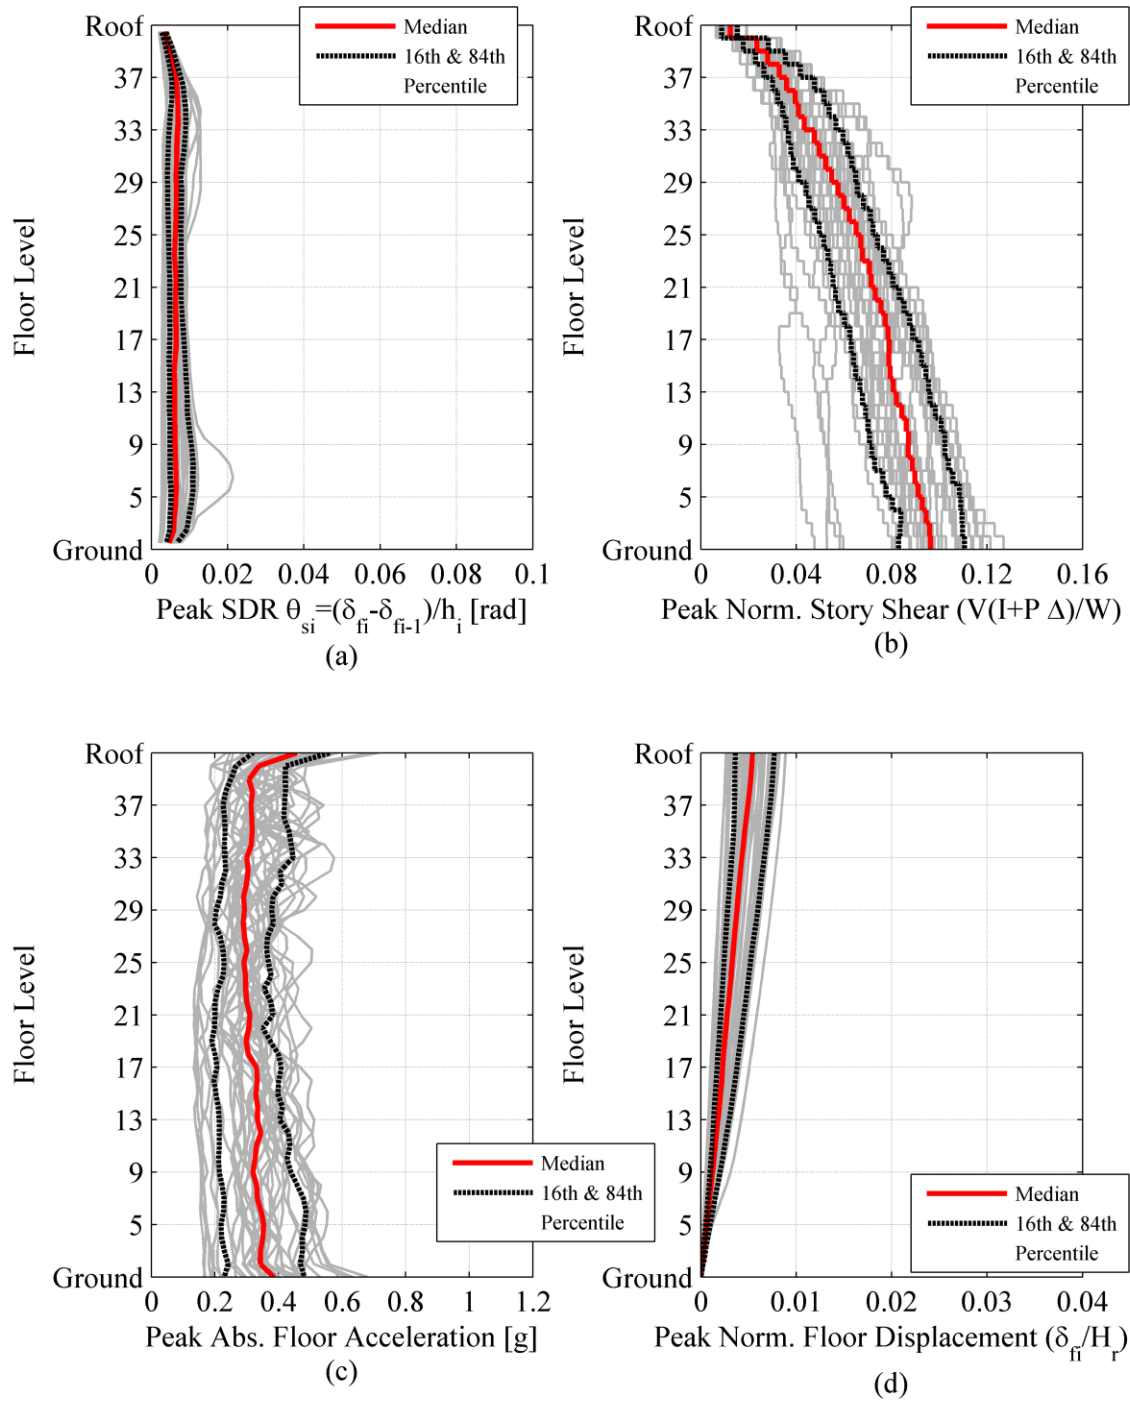 Roof
37
33
29
25
21
17
13
9
5
Ground
Floor Level
0 0.02 0.04 0.06 0.08 0.1
Peak SDR θsi=(δfi-δfi-1)/hi [rad]
(a)
Median
16th & 84th
Percentile
Roof
37
33
29
25
21
17
13
9
5
Ground
Floor Level
0 0.04 0.08 0.12 0.16
Peak Norm. Story Shear (V(I+P Δ)/W)
(b)
Median
16th & 84th
Percentile
Roof
37
33
29
25
21
17
13
9
5
Ground
Floor Level
0 0.2 0.4 0.6 0.8 1 1.2
Peak Abs. Floor Acceleration [g]
(c)
Median
16th & 84th
Percentile
Roof
37
33
29
25
21
17
13
9
5
Ground
Floor Level
0 0.01 0.02 0.03 0.04
Peak Norm. Floor Displacement (δfi/Hr)
(d)
Median
16th & 84th
Percentile